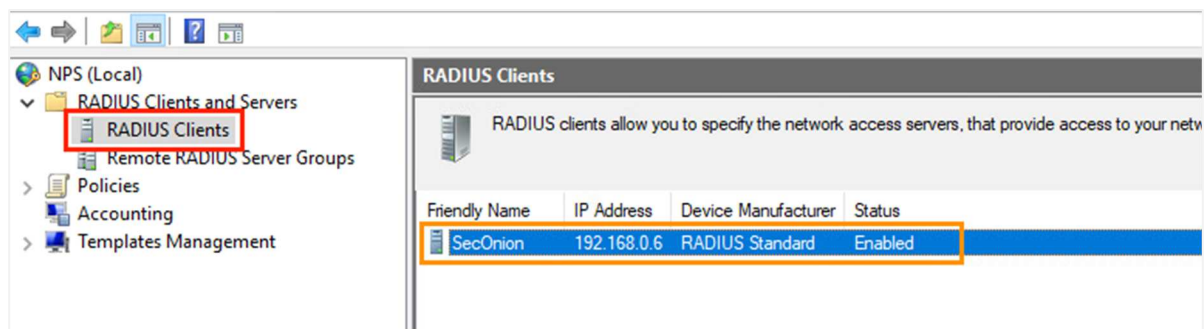 NPS (Local)
RADIUS Clients and Servers
RADIUS Clients
Remote RADIUS Server Groups
Policies
Accounting
Templates Management
RADIUS Clients
RADIUS clients allow you to specify the network access servers, that provide access to your netw
Friendly Name IP Address Device Manufacturer Status
SecOnion 192.168.0.6 RADIUS Standard Enabled